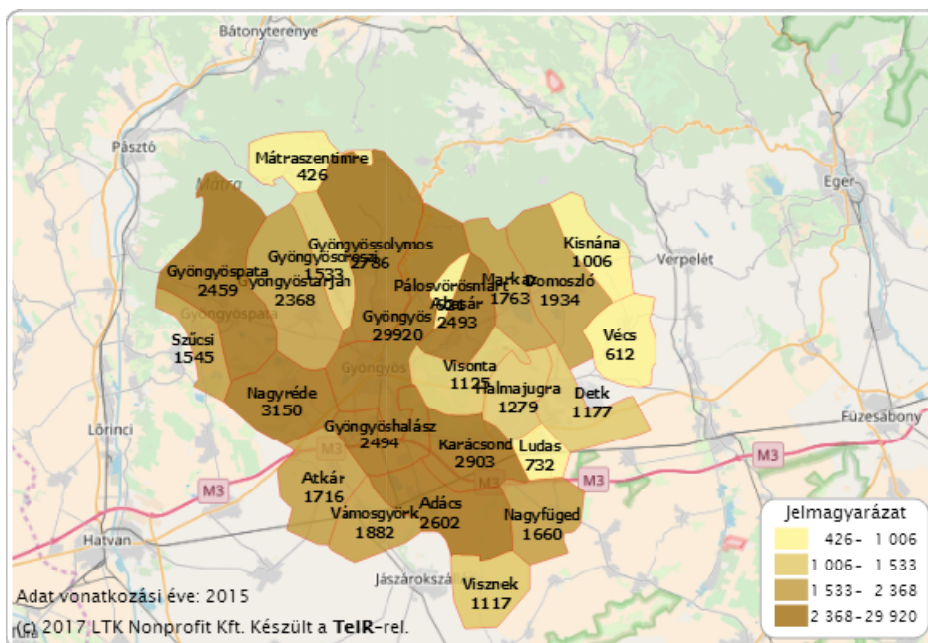 Bátonyterenye
Pásztó
Mátraszentimre
426
Mátra
Eger
Gyöngyössolymos
2786
Gyöngyösoroszi
1533
Kisnána
1006
Verpelét
Gyöngyöspata
2459
Gyöngyöstarján
2368
Pálosvörösmart
621
Markaz
1763
Domoszló
1934
Abasár
2493
Gyöngyöspata
Gyöngyös
29920
Szűcsi
1545
Vécs
612
Visonta
1125
Gyöngyös
Nagyréde
3150
Halmajugra
1279
Detk
1177
Füzesabony
Lőrinci
Gyöngyöshalász
2494
Karácsond
2903
Ludas
732
M3
M3
M3
M3
M3
Atkár
1716
Vámosgyörk
1882
Adács
2602
Nagyfüged
1660
Hatvan
Jászárokszállás
Visznek
1117
Jelmagyarázat
426– 1 006
1 006– 1 533
1 533– 2 368
2 368–29 920
Adat vonatkozási éve: 2015
(c) 2017 LTK Nonprofit Kft. Készült a TeIR-rel.